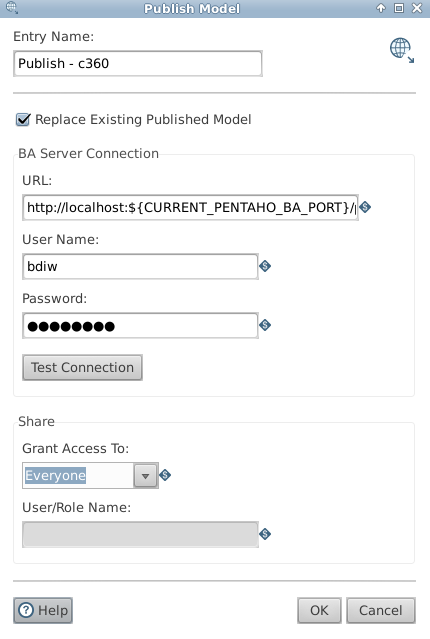 Publish Model
Entry Name:
Publish - c360
Replace Existing Published Model
BA Server Connection
URL:
http://localhost:${CURRENT_PENTAHO_BA_PORT}/
User Name:
bdiw
Password:
●●●●●●●●
Test Connection
Share
Grant Access To:
Everyone
User/Role Name:
Help
OK
Cancel